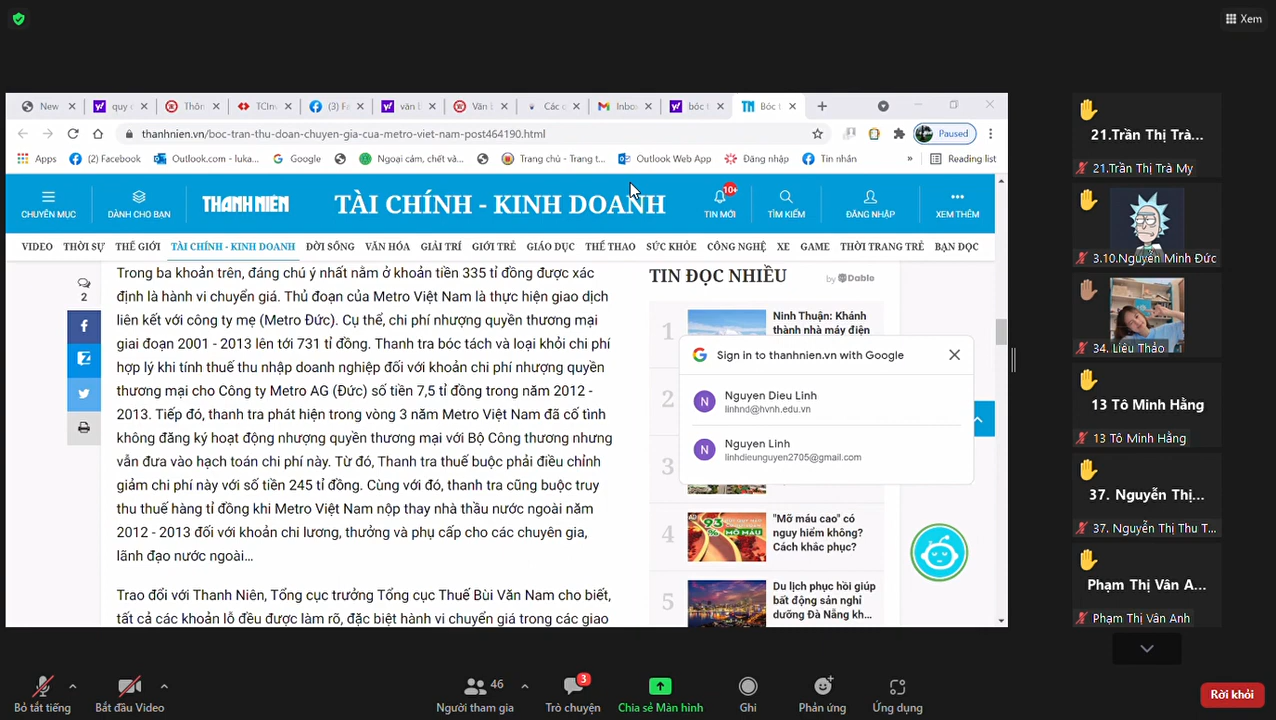 Xem
New
quy c
Thôn
TCInv
(3) Fa
văn b
Văn b
Các c
Inbo
bóc t
Bóc t
thanhnien.vn/boc-tran-thu-doan-chuyen-gia-cua-metro-viet-nam-post464190.html
Paused
Apps
(2) Facebook
Outlook.com - luka...
Google
Ngoại cảm, chết và...
Trang chủ - Trang t...
Outlook Web App
Đăng nhập
Tin nhắn
»
Reading list
CHUYÊN MỤC
DÀNH CHO BẠN
THANH NIÊN
TÀI CHÍNH - KINH DOANH
10+
TIN MỚI
TÌM KIẾM
ĐĂNG NHẬP
XEM THÊM
VIDEO THỜI SỰ THẾ GIỚI TÀI CHÍNH - KINH DOANH ĐỜI SỐNG VĂN HÓA GIẢI TRÍ GIỚI TRẺ GIÁO DỤC THỂ THAO SỨC KHỎE CÔNG NGHỆ XE GAME THỜI TRANG TRẺ BẠN ĐỌC
2
Trong ba khoản trên, đáng chú ý nhất nằm ở khoản tiền 335 tỉ đồng được xác
định là hành vi chuyển giá. Thủ đoạn của Metro Việt Nam là thực hiện giao dịch
liên kết với công ty mẹ (Metro Đức). Cụ thể, chi phí nhượng quyền thương mại
giai đoạn 2001 - 2013 lên tới 731 tỉ đồng. Thanh tra bóc tách và loại khỏi chi phí
hợp lý khi tính thuế thu nhập doanh nghiệp đối với khoản chi phí nhượng quyền
thương mại cho Công ty Metro AG (Đức) số tiền 7,5 tỉ đồng trong năm 2012 -
2013. Tiếp đó, thanh tra phát hiện trong vòng 3 năm Metro Việt Nam đã cố tình
không đăng ký hoạt động nhượng quyền thương mại với Bộ Công thương nhưng
vẫn đưa vào hạch toán chi phí này. Từ đó, Thanh tra thuế buộc phải điều chỉnh
giảm chi phí này với số tiền 245 tỉ đồng. Cùng với đó, thanh tra cũng buộc truy
thu thuế hàng tỉ đồng khi Metro Việt Nam nộp thay nhà thầu nước ngoài năm
2012 - 2013 đối với khoản chi lương, thưởng và phụ cấp cho các chuyên gia,
lãnh đạo nước ngoài...
Trao đổi với Thanh Niên, Tổng cục trưởng Tổng cục Thuế Bùi Văn Nam cho biết,
tất cả các khoản lỗ đều được làm rõ, đặc biệt hành vi chuyển giá trong các giao
TIN ĐỌC NHIỀU
by Dable
1
Ninh Thuận: Khánh
thành nhà máy điện
2
3
Sign in to thanhnien.vn with Google
N
Nguyen Dieu Linh
linhnd@hvnh.edu.vn
N
Nguyen Linh
linhdieunguyen2705@gmail.com
4
AD
93%
MỠ MÁU
"Mỡ máu cao" có
nguy hiểm không?
Cách khắc phục?
5
Du lịch phục hồi giúp
bất động sản nghỉ
dưỡng Đà Nẵng kh...
21.Trần Thị Trà...
21.Trần Thị Trà My
3.10.Nguyễn Minh Đức
34. Liễu Thảo
13 Tô Minh Hằng
13 Tô Minh Hằng
37. Nguyễn Thị...
37. Nguyễn Thị Thu T...
Phạm Thị Vân A...
Phạm Thị Vân Anh
Bỏ tắt tiếng
Bắt đầu Video
46
Người tham gia
3
Trò chuyện
Chia sẻ Màn hình
Ghi
Phản ứng
Ứng dụng
Rời khỏi